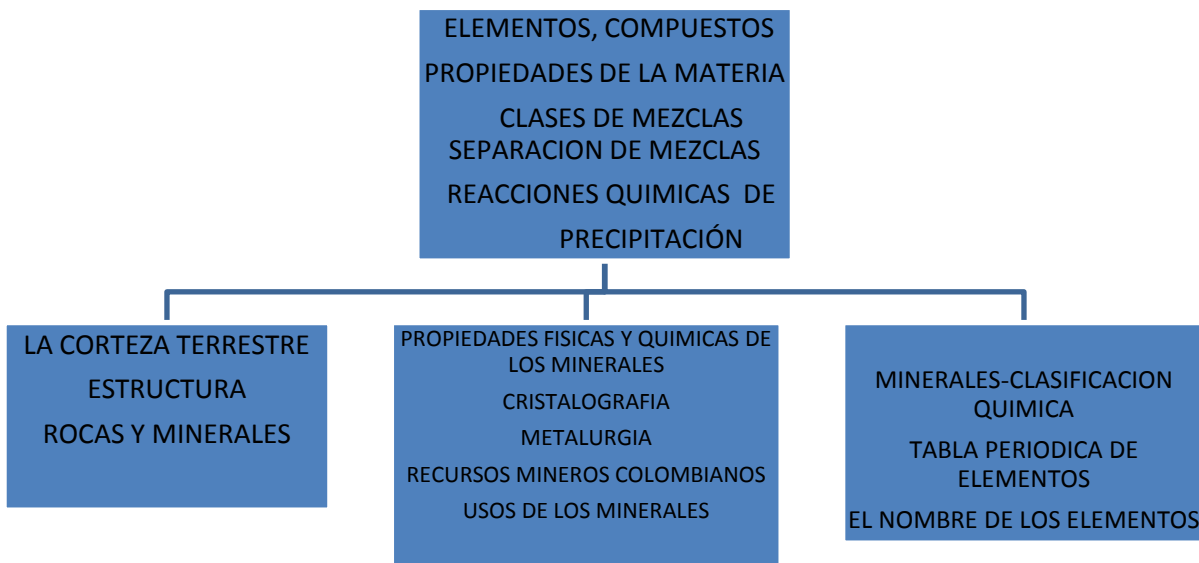 ELEMENTOS, COMPUESTOS
PROPIEDADES DE LA MATERIA
CLASES DE MEZCLAS
SEPARACION DE MEZCLAS
REACCIONES QUIMICAS DE
PRECIPITACIÓN
LA CORTEZA TERRESTRE
ESTRUCTURA
ROCAS Y MINERALES
PROPIEDADES FISICAS Y QUIMICAS DE
LOS MINERALES
CRISTALOGRAFIA
METALURGIA
RECURSOS MINEROS COLOMBIANOS
USOS DE LOS MINERALES
MINERALES-CLASIFICACION
QUIMICA
TABLA PERIODICA DE
ELEMENTOS
EL NOMBRE DE LOS ELEMENTOS